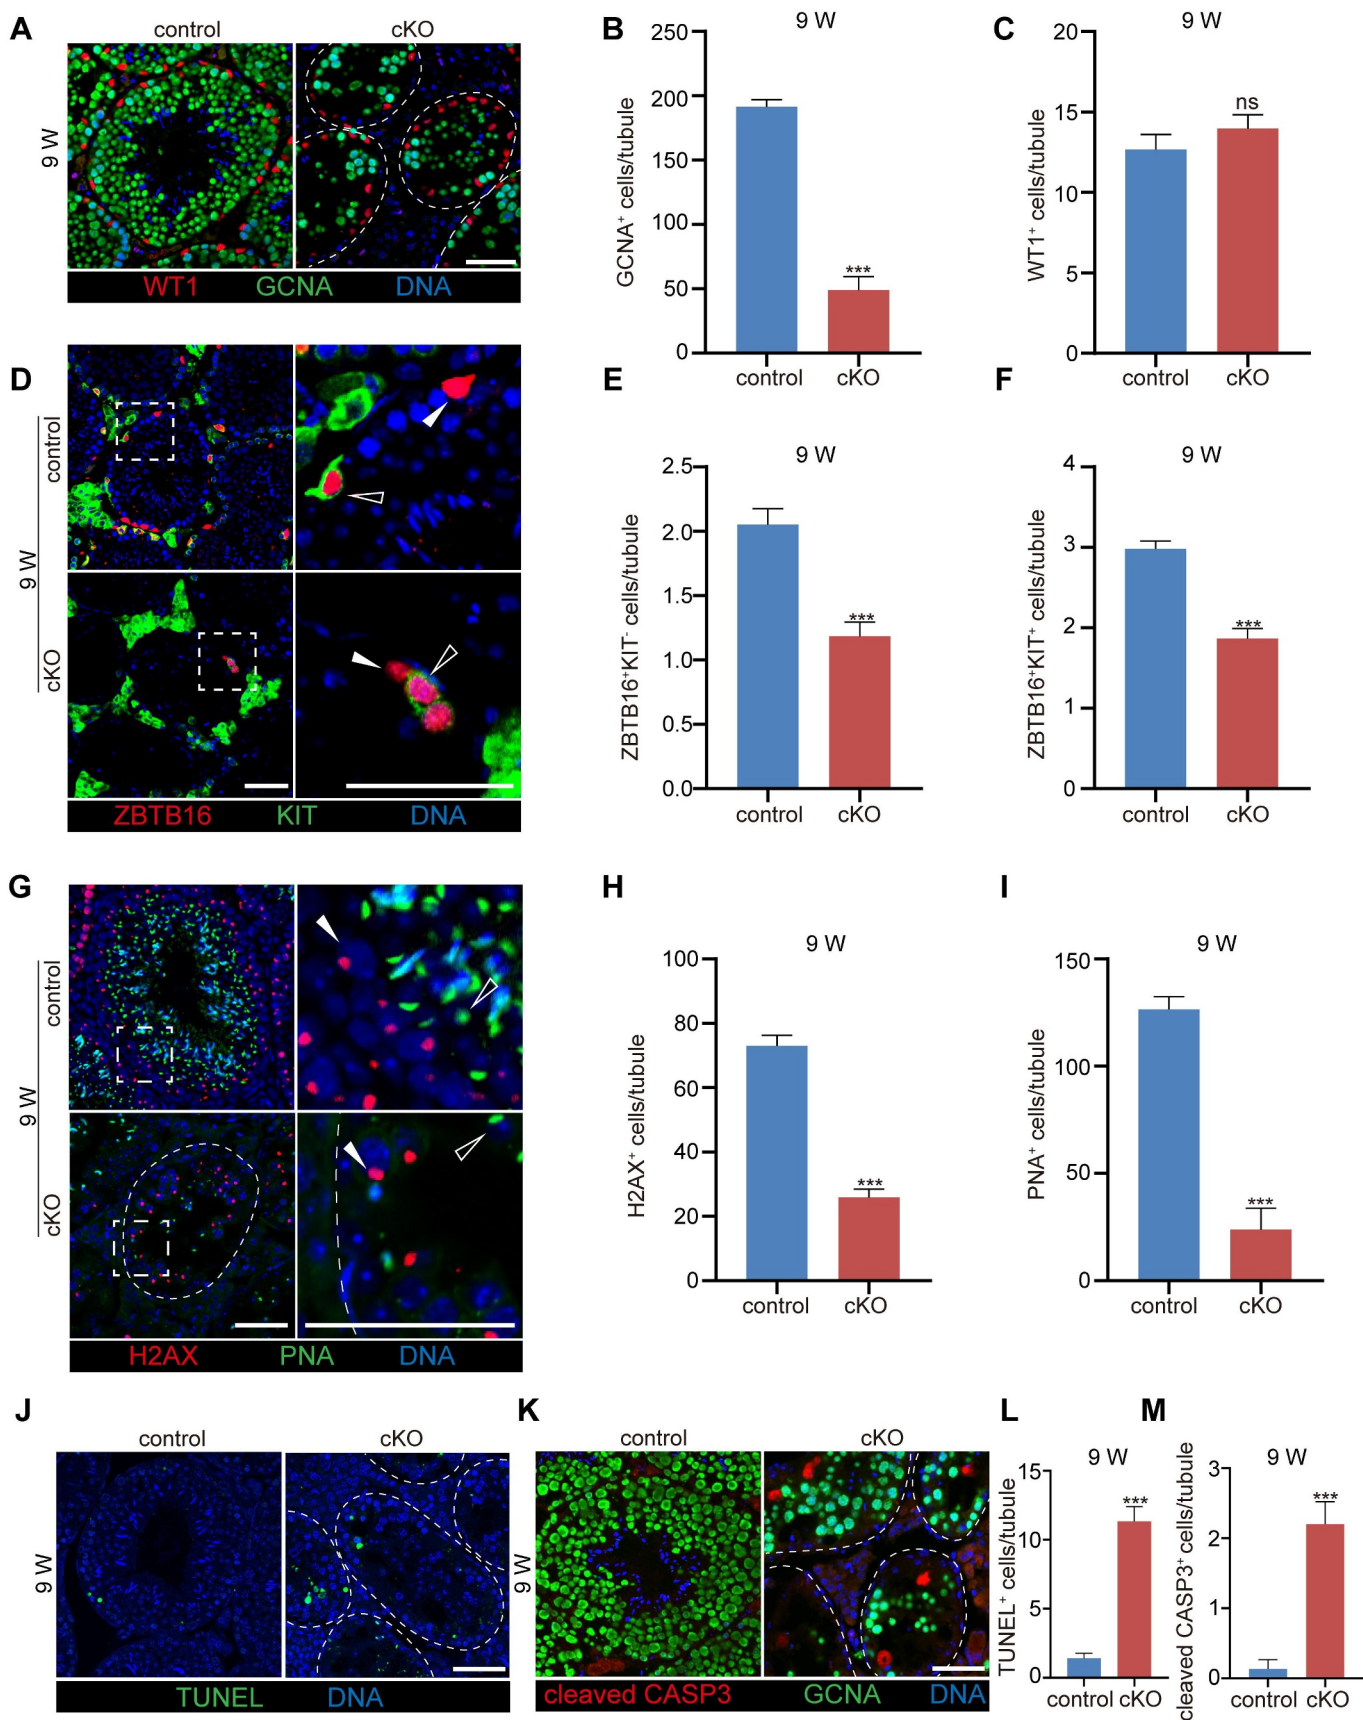 A
control
cKO
9 W
WT1 GCNA DNA
B
9 W
GCNA⁺ cells/tubule
250
200
150
100
50
0
***
control cKO
C
9 W
WT1⁺ cells/tubule
20
15
10
5
0
ns
control cKO
D
control
cKO
9 W
ZBTB16 KIT DNA
E
9 W
ZBTB16⁺KIT⁻ cells/tubule
2.5
2.0
1.5
1.0
0.5
0.0
***
control cKO
F
9 W
ZBTB16⁺KIT⁺ cells/tubule
4
3
2
1
0
***
control cKO
G
control
cKO
9 W
H2AX PNA DNA
H
9 W
H2AX⁺ cells/tubule
100
80
60
40
20
0
***
control cKO
I
9 W
PNA⁺ cells/tubule
150
100
50
0
***
control cKO
J
control
cKO
9 W
TUNEL DNA
K
control
cKO
9 W
cleaved CASP3 GCNA DNA
L
9 W
TUNEL⁺ cells/tubule
15
10
5
0
***
control cKO
M
9 W
cleaved CASP3⁺ cells/tubule
3
2
1
0
***
control cKO